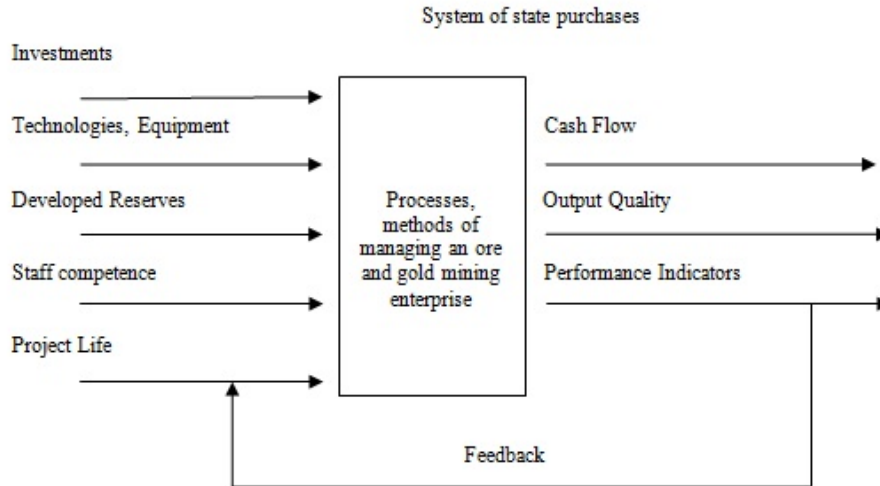 System of state purchases
Investments
Technologies, Equipment
Developed Reserves
Staff competence
Project Life
Processes,
methods of
managing an ore
and gold mining
enterprise
Cash Flow
Output Quality
Performance Indicators
Feedback